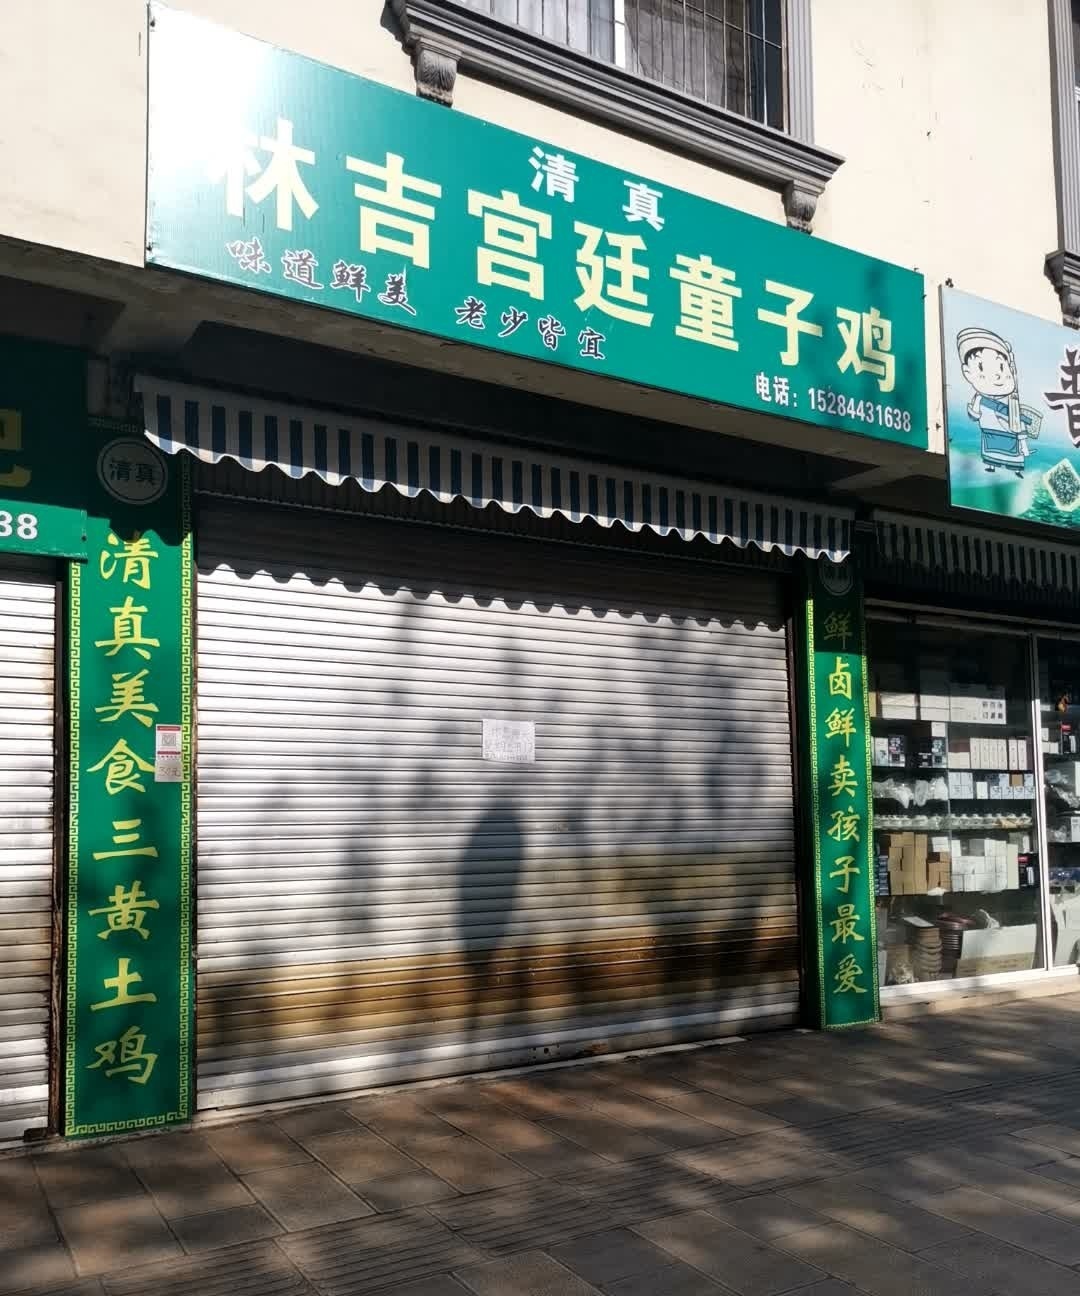 清真
林吉宫廷童子鸡
味道鲜美 老少皆宜
电话：15284431638
普
38
清真
清真美食三黄土鸡
鲜卤鲜卖孩子最爱